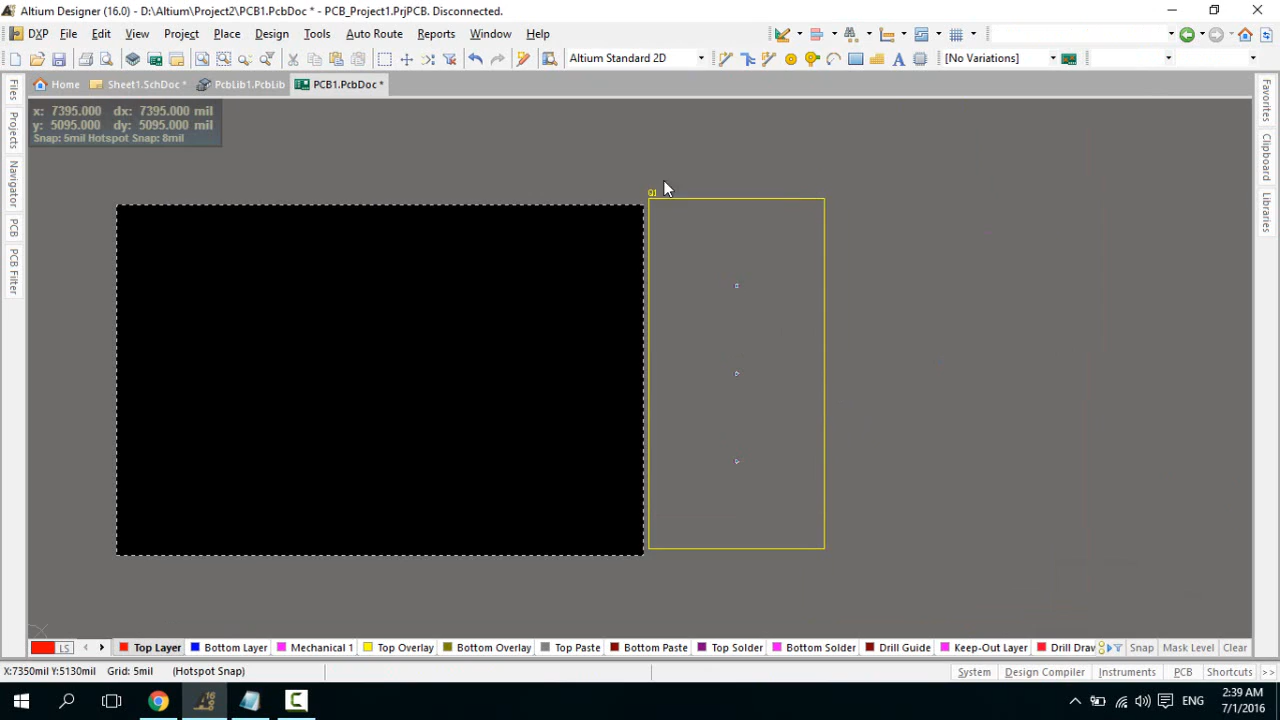 Altium Designer (16.0) - D:\Altium\Project2\PCB1.PcbDoc * - PCB_Project1.PrjPCB. Disconnected.
DXP File Edit View Project Place Design Tools Auto Route Reports Window Help
Altium Standard 2D [No Variations]
Home Sheet1.SchDoc * PcbLib1.PcbLib PCB1.PcbDoc *
x: 7395.000 dx: 7395.000 mil
y: 5095.000 dy: 5095.000 mil
Snap: 5mil Hotspot Snap: 8mil
Files
Projects
Navigator
PCB
PCB Filter
Q1
Favorites
Clipboard
Libraries
LS Top Layer Bottom Layer Mechanical 1 Top Overlay Bottom Overlay Top Paste Bottom Paste Top Solder Bottom Solder Drill Guide Keep-Out Layer Drill Draw Snap Mask Level Clear
X:7350mil Y:5130mil Grid: 5mil (Hotspot Snap) System Design Compiler Instruments PCB Shortcuts >>
ENG
2:39 AM
7/1/2016